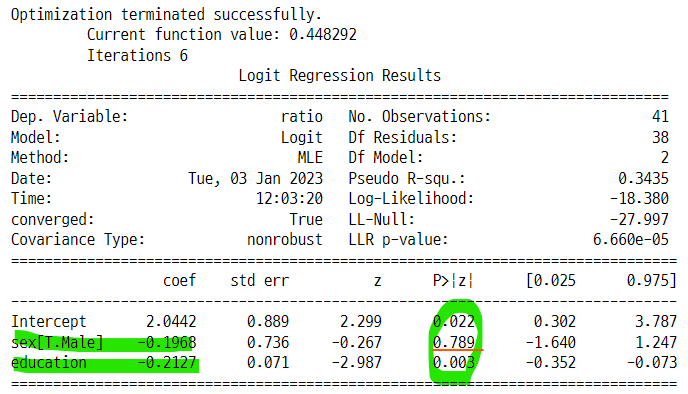 Optimization terminated successfully.
Current function value: 0.448292
Iterations 6
Logit Regression Results
==============================================================================
Dep. Variable: ratio No. Observations: 41
Model: Logit Df Residuals: 38
Method: MLE Df Model: 2
Date: Tue, 03 Jan 2023 Pseudo R-squ.: 0.3435
Time: 12:03:20 Log-Likelihood: -18.380
converged: True LL-Null: -27.997
Covariance Type: nonrobust LLR p-value: 6.660e-05
==============================================================================
coef std err z P>|z| [0.025 0.975]
------------------------------------------------------------------------------
Intercept 2.0442 0.889 2.299 0.022 0.302 3.787
sex[T.Male] -0.1968 0.736 -0.267 0.789 -1.640 1.247
education -0.2127 0.071 -2.987 0.003 -0.352 -0.073
==============================================================================